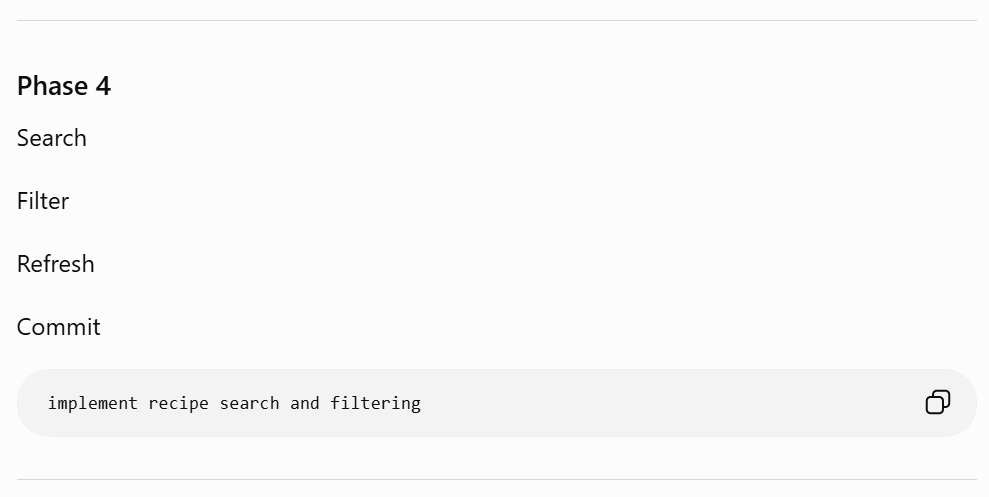 Phase 4
Search
Filter
Refresh
Commit
implement recipe search and filtering